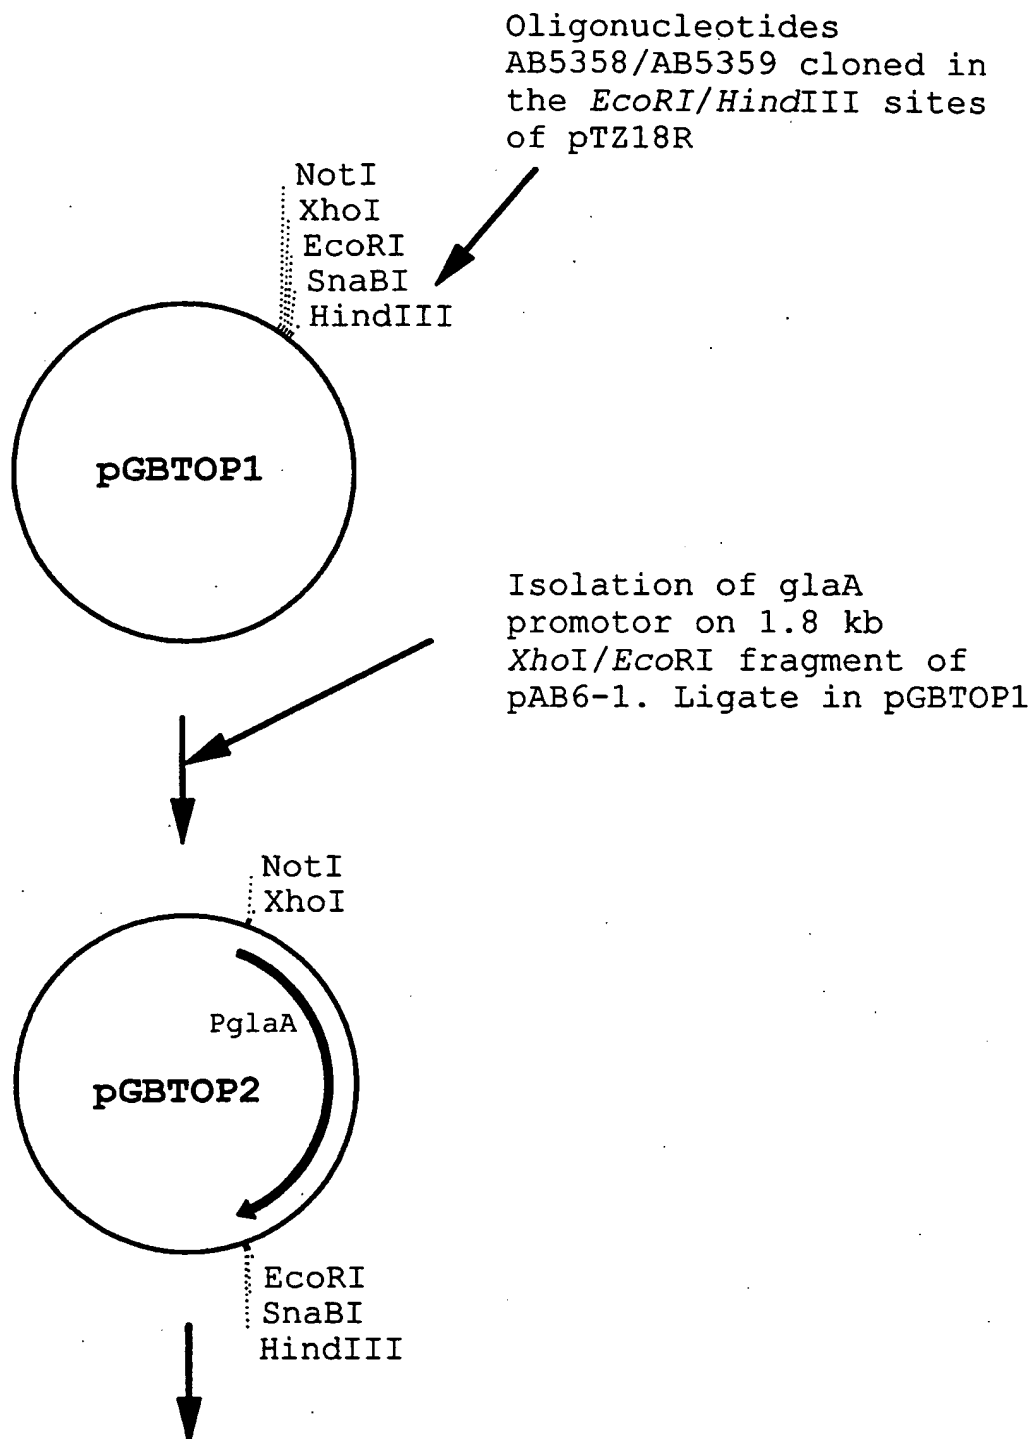 Oligonucleotides
AB5358/AB5359 cloned in
the EcoRI/HindIII sites
of pTZ18R
NotI
XhoI
EcoRI
SnaBI
HindIII
pGBTOP1
Isolation of glaA
promotor on 1.8 kb
XhoI/EcoRI fragment of
pAB6-1. Ligate in pGBTOP1
NotI
XhoI
PglaA
pGBTOP2
EcoRI
SnaBI
HindIII